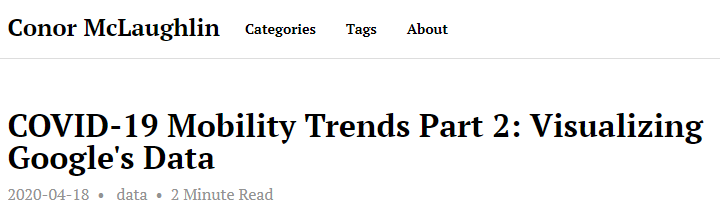 Conor McLaughlin Categories Tags About
COVID-19 Mobility Trends Part 2: Visualizing
Google's Data
2020-04-18 • data • 2 Minute Read